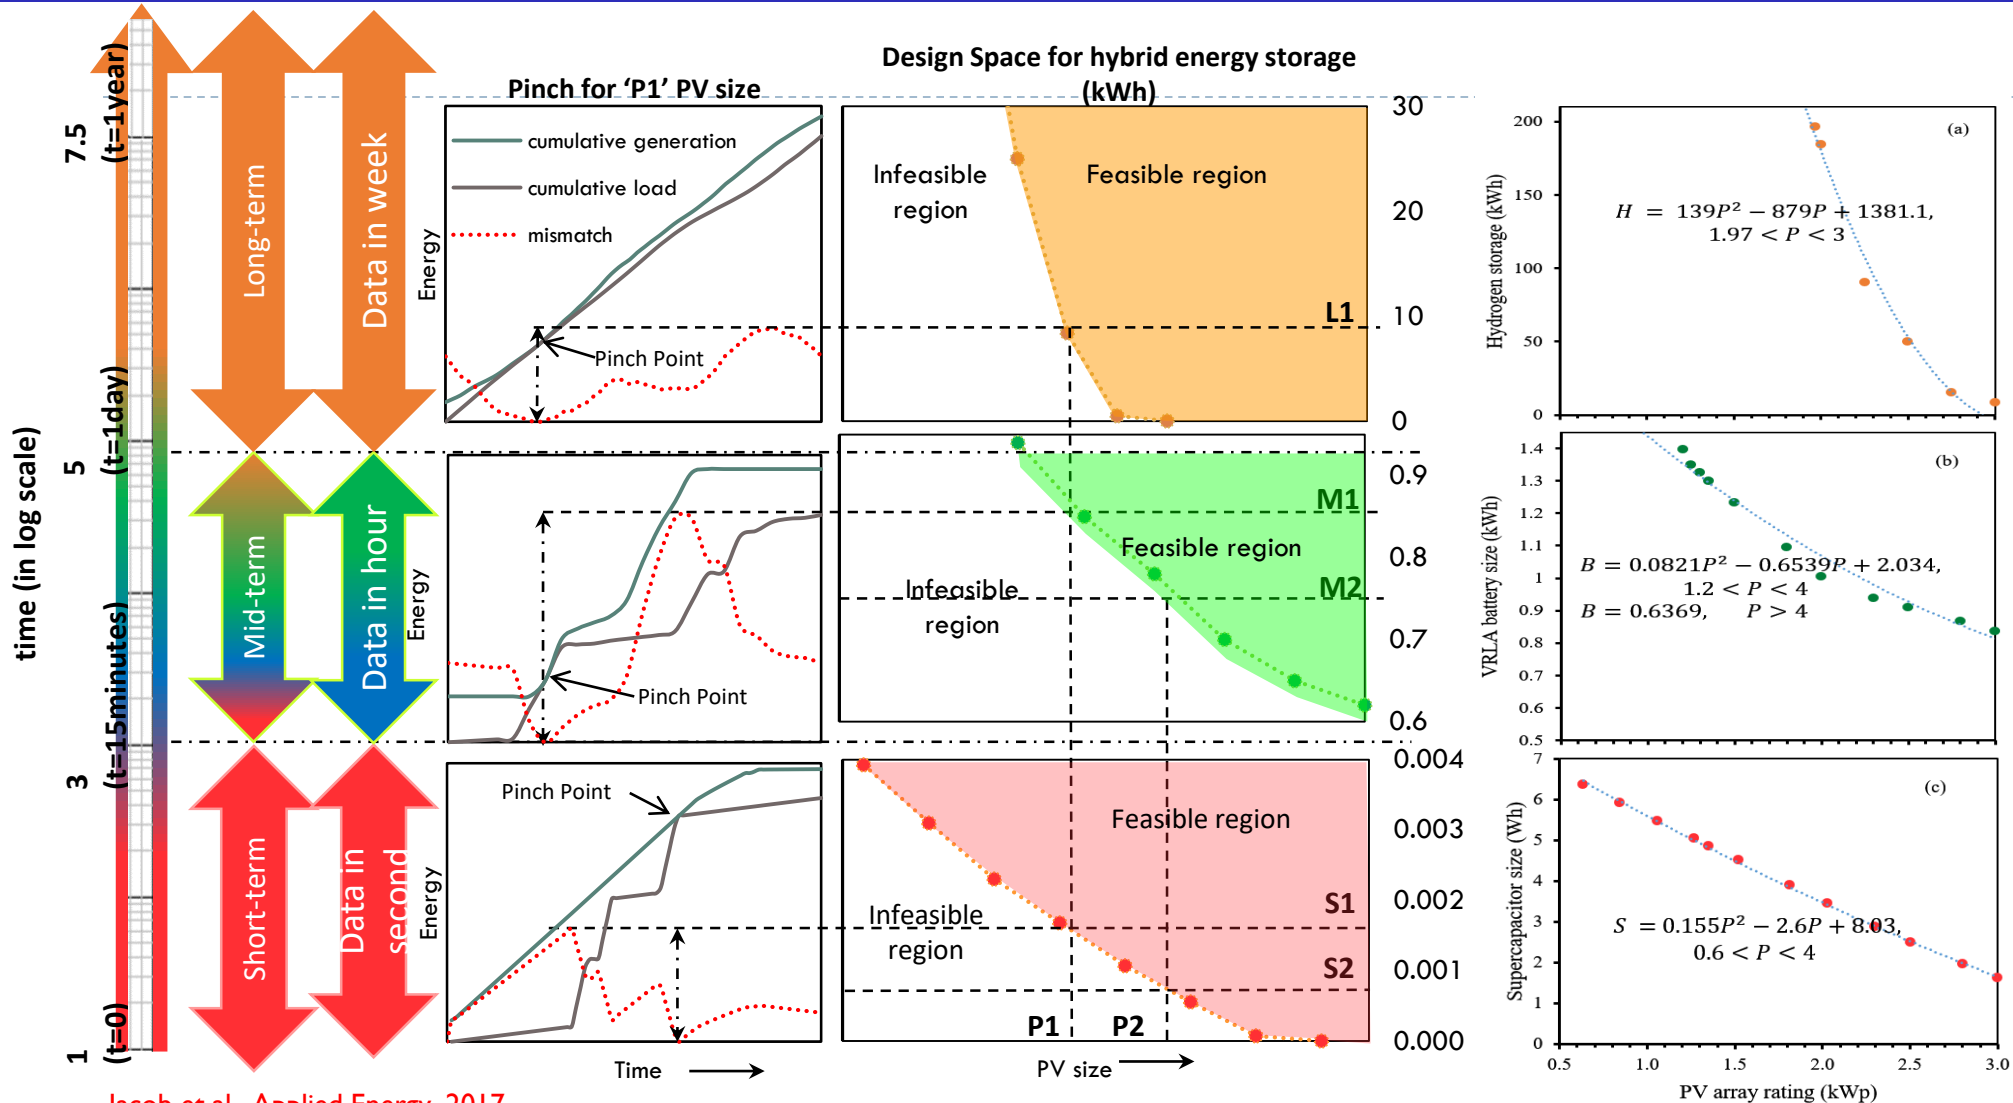 time (in log scale)
7.5
(t=1year)
5
(t=1day)
3
(t=15minutes)
1
(t=0)
Long-term
Data in week
Mid-term
Data in hour
Short-term
Data in
second
Pinch for ‘P1’ PV size
cumulative generation
cumulative load
mismatch
Energy
Pinch Point
Energy
Pinch Point
Energy
Pinch Point
Time
Design Space for hybrid energy storage
(kWh)
Infeasible
region
Feasible region
L1
30
20
10
0
Infeasible
region
Feasible region
M1
M2
0.9
0.8
0.7
0.6
Infeasible
region
Feasible region
S1
S2
P1
P2
0.004
0.003
0.002
0.001
0.000
PV size
Hydrogen storage (kWh)
200
150
100
50
0
(a)
H = 139P² − 879P + 1381.1,
1.97 < P < 3
VRLA battery size (kWh)
1.4
1.3
1.2
1.1
1
0.9
0.8
0.7
0.6
0.5
(b)
B = 0.0821P² − 0.6539P + 2.034,
1.2 < P < 4
B = 0.6369, P > 4
Supercapacitor size (Wh)
7
6
5
4
3
2
1
0
(c)
S = 0.155P² − 2.6P + 8.03,
0.6 < P < 4
0.5 1.0 1.5 2.0 2.5 3.0
PV array rating (kWp)
Jacob et al., Applied Energy, 2017